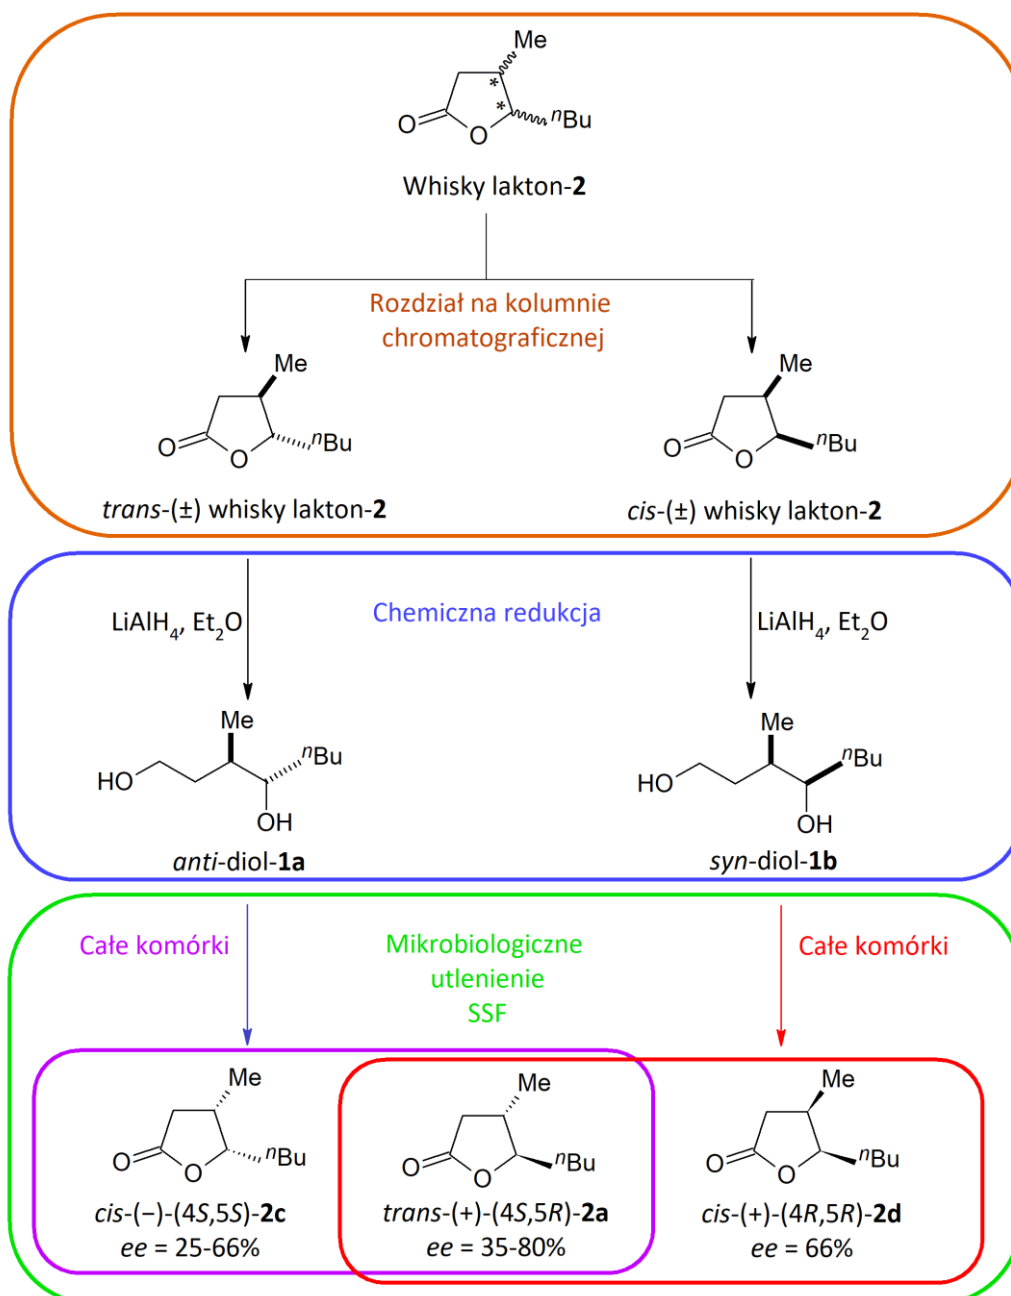 Me
*
*
O
O
ⁿBu
Whisky lakton-2
Rozdział na kolumnie
chromatograficznej
Me
O
O
ⁿBu
trans-(±) whisky lakton-2
Me
O
O
ⁿBu
cis-(±) whisky lakton-2
Chemiczna redukcja
LiAlH₄, Et₂O
LiAlH₄, Et₂O
Me
ⁿBu
HO
OH
anti-diol-1a
Me
ⁿBu
HO
OH
syn-diol-1b
Całe komórki
Mikrobiologiczne
utlenienie
SSF
Całe komórki
Me
O
O
ⁿBu
cis-(−)-(4S,5S)-2c
ee = 25-66%
Me
O
O
ⁿBu
trans-(+)-(4S,5R)-2a
ee = 35-80%
Me
O
O
ⁿBu
cis-(+)-(4R,5R)-2d
ee = 66%